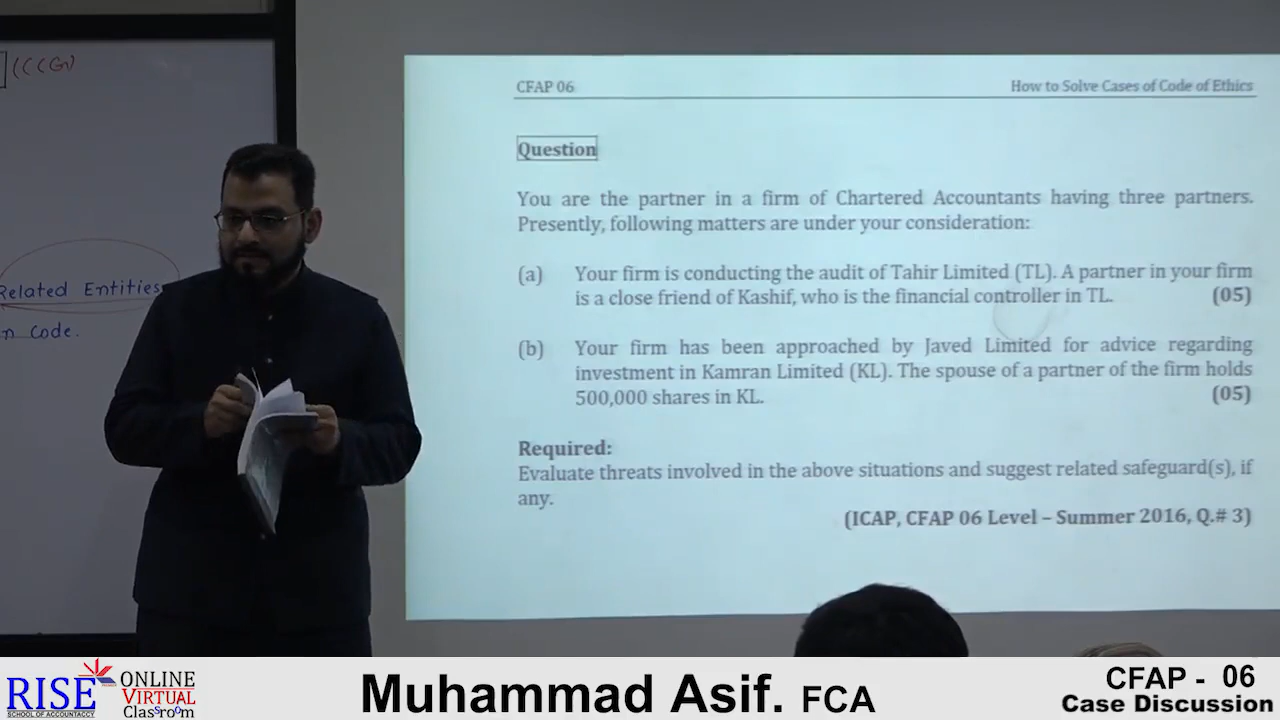 (CCG)
Related Entities
n Code.
CFAP 06
How to Solve Cases of Code of Ethics
Question
You are the partner in a firm of Chartered Accountants having three partners.
Presently, following matters are under your consideration:
(a) Your firm is conducting the audit of Tahir Limited (TL). A partner in your firm
is a close friend of Kashif, who is the financial controller in TL. (05)
(b) Your firm has been approached by Javed Limited for advice regarding
investment in Kamran Limited (KL). The spouse of a partner of the firm holds
500,000 shares in KL. (05)
Required:
Evaluate threats involved in the above situations and suggest related safeguard(s), if
any.
(ICAP, CFAP 06 Level – Summer 2016, Q.# 3)
RISE
SCHOOL OF ACCOUNTACY
ONLINE
VIRTUAL
Classroom
Muhammad Asif. FCA
CFAP - 06
Case Discussion